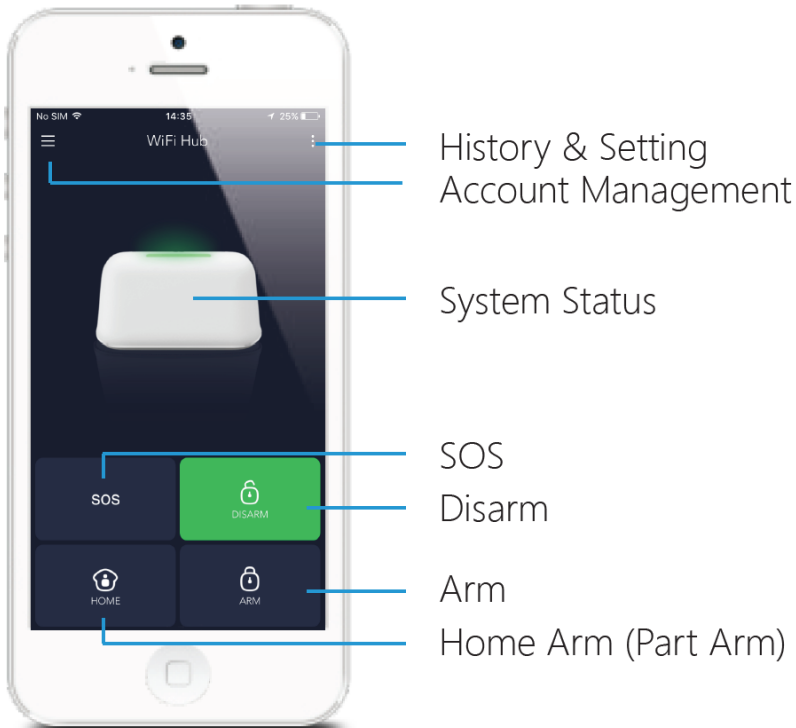 No SIM 14:35 25%
WiFi Hub
History & Setting
Account Management
System Status
SOS
SOS
DISARM
Disarm
HOME
ARM
Arm
Home Arm (Part Arm)